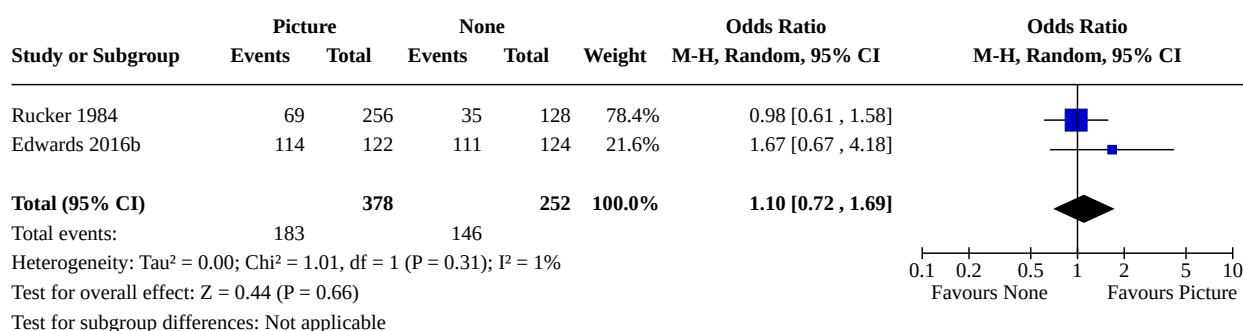 Picture None Odds Ratio Odds Ratio
Study or Subgroup Events Total Events Total Weight M-H, Random, 95% CI M-H, Random, 95% CI
Rucker 1984 69 256 35 128 78.4% 0.98 [0.61 , 1.58]
Edwards 2016b 114 122 111 124 21.6% 1.67 [0.67 , 4.18]
Total (95% CI) 378 252 100.0% 1.10 [0.72 , 1.69]
Total events: 183 146
Heterogeneity: Tau² = 0.00; Chi² = 1.01, df = 1 (P = 0.31); I² = 1%
0.1 0.2 0.5 1 2 5 10
Test for overall effect: Z = 0.44 (P = 0.66)
Favours None Favours Picture
Test for subgroup differences: Not applicable